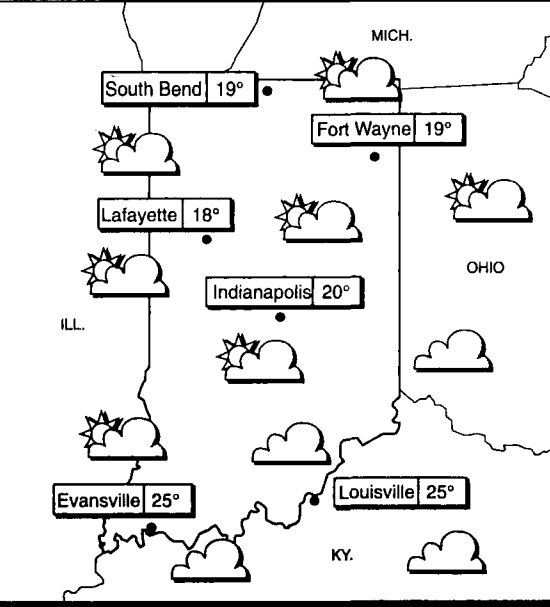 MICH.
South Bend 19°
Fort Wayne 19°
Lafayette 18°
OHIO
Indianapolis 20°
ILL.
Evansville 25°
Louisville 25°
KY.